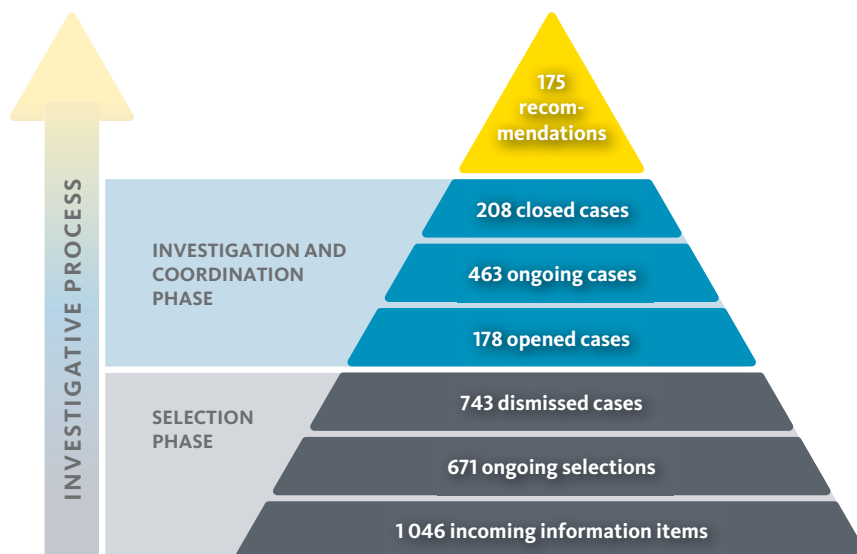 175
recom-
mendations
INVESTIGATIVE PROCESS
INVESTIGATION AND
COORDINATION
PHASE
208 closed cases
463 ongoing cases
178 opened cases
SELECTION
PHASE
743 dismissed cases
671 ongoing selections
1 046 incoming information items